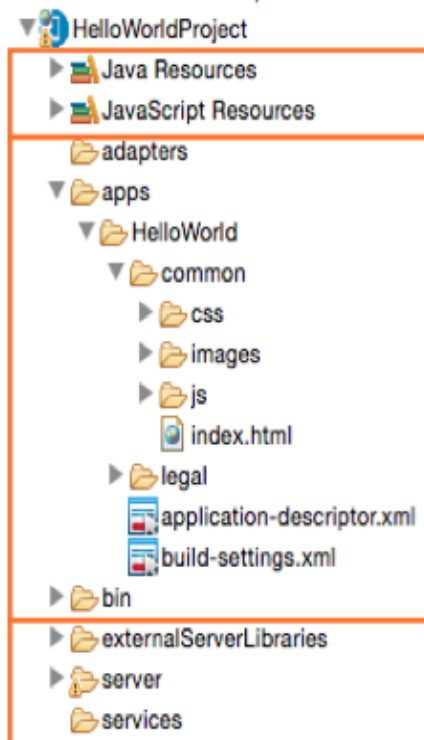 HelloWorldProject
Java Resources
JavaScript Resources
adapters
apps
HelloWorld
common
css
images
js
index.html
legal
application-descriptor.xml
build-settings.xml
bin
externalServerLibraries
server
services